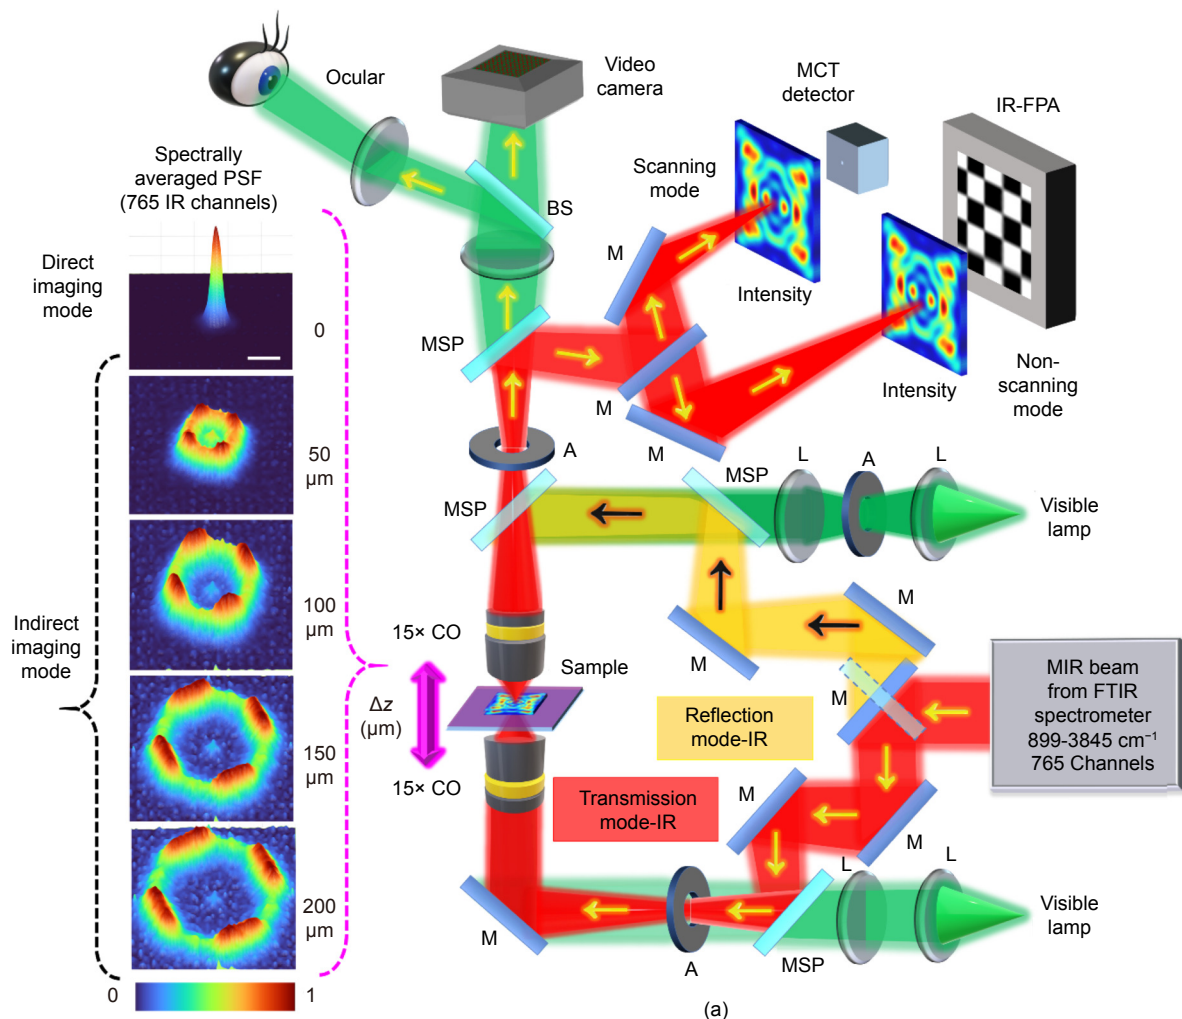 Ocular
Video
camera
MCT
detector
IR-FPA
Spectrally
averaged PSF
(765 IR channels)
Scanning
mode
BS
M
Direct
imaging
mode
0
Intensity
MSP
Intensity
Non-
scanning
mode
M
M
A
50
µm
MSP
L
A
L
MSP
Visible
lamp
100
µm
15× CO
M
M
Indirect
imaging
mode
Sample
Δz
(µm)
M
Reflection
mode-IR
MIR beam
from FTIR
spectrometer
899-3845 cm⁻¹
765 Channels
150
µm
15× CO
Transmission
mode-IR
M
M
L
L
200
µm
M
A
MSP
Visible
lamp
0
1
(a)